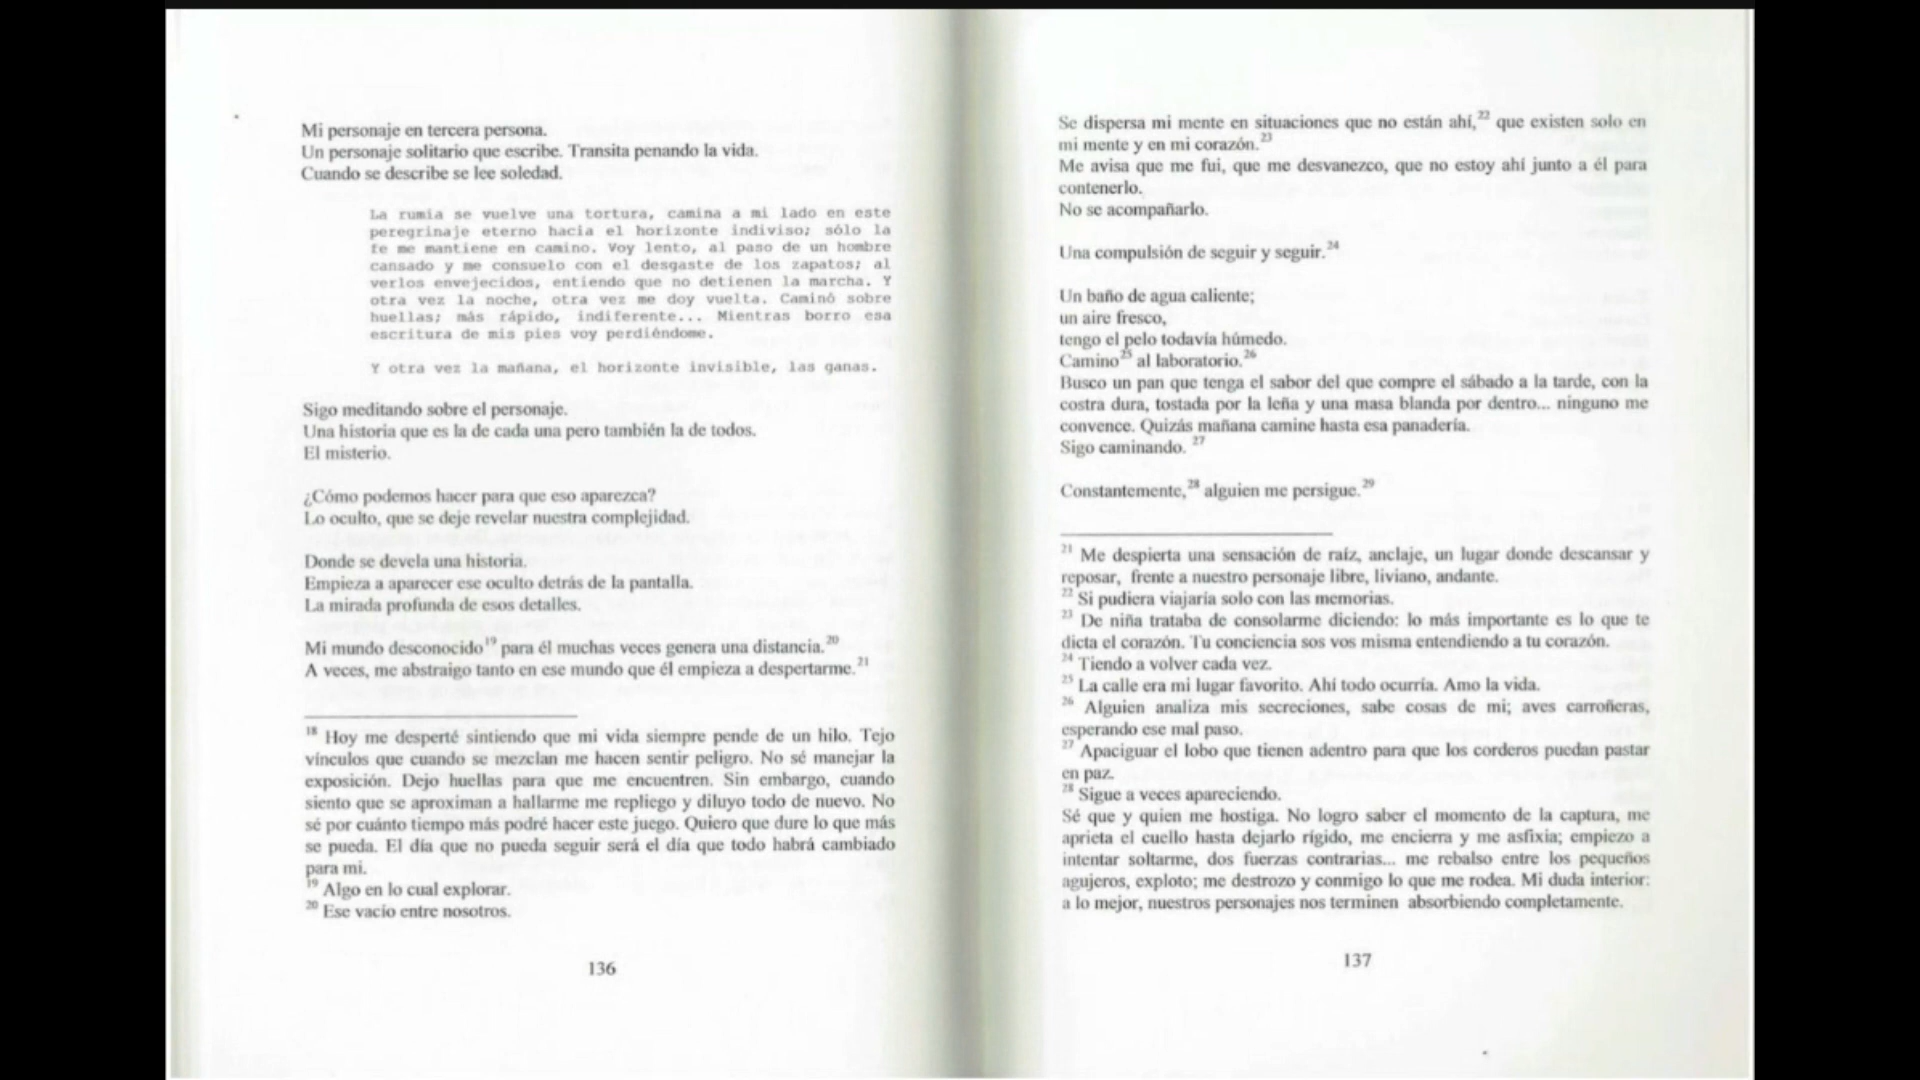 Mi personaje en tercera persona.
Un personaje solitario que escribe. Transita penando la vida.
Cuando se describe se lee soledad.
La rumia se vuelve una tortura, camina a mi lado en este
peregrinaje eterno hacia el horizonte indiviso; sólo la
fe me mantiene en camino. Voy lento, al paso de un hombre
cansado y me consuelo con el desgaste de los zapatos; al
verlos envejecidos, entiendo que no detienen la marcha. Y
otra vez la noche, otra vez me doy vuelta. Caminó sobre
huellas; más rápido, indiferente... Mientras borro esa
escritura de mis pies voy perdiéndome.
Y otra vez la mañana, el horizonte invisible, las ganas.
Sigo meditando sobre el personaje.
Una historia que es la de cada una pero también la de todos.
El misterio.
¿Cómo podemos hacer para que eso aparezca?
Lo oculto, que se deje revelar nuestra complejidad.
Donde se devela una historia.
Empieza a aparecer ese oculto detrás de la pantalla.
La mirada profunda de esos detalles.
Mi mundo desconocido¹⁹ para él muchas veces genera una distancia.²⁰
A veces, me abstraigo tanto en ese mundo que él empieza a despertarme.²¹
¹⁸ Hoy me desperté sintiendo que mi vida siempre pende de un hilo. Tejo
vínculos que cuando se mezclan me hacen sentir peligro. No sé manejar la
exposición. Dejo huellas para que me encuentren. Sin embargo, cuando
siento que se aproximan a hallarme me repliego y diluyo todo de nuevo. No
sé por cuánto tiempo más podré hacer este juego. Quiero que dure lo que más
se pueda. El día que no pueda seguir será el día que todo habrá cambiado
para mi.
¹⁹ Algo en lo cual explorar.
²⁰ Ese vacío entre nosotros.
136
Se dispersa mi mente en situaciones que no están ahí,²² que existen solo en
mi mente y en mi corazón.²³
Me avisa que me fui, que me desvanezco, que no estoy ahí junto a él para
contenerlo.
No se acompañarlo.
Una compulsión de seguir y seguir.²⁴
Un baño de agua caliente;
un aire fresco,
tengo el pelo todavía húmedo.
Camino²⁵ al laboratorio.²⁶
Busco un pan que tenga el sabor del que compre el sábado a la tarde, con la
costra dura, tostada por la leña y una masa blanda por dentro... ninguno me
convence. Quizás mañana camine hasta esa panadería.
Sigo caminando. ²⁷
Constantemente,²⁸ alguien me persigue.²⁹
²¹ Me despierta una sensación de raíz, anclaje, un lugar donde descansar y
reposar, frente a nuestro personaje libre, liviano, andante.
²² Si pudiera viajaría solo con las memorias.
²³ De niña trataba de consolarme diciendo: lo más importante es lo que te
dicta el corazón. Tu conciencia sos vos misma entendiendo a tu corazón.
²⁴ Tiendo a volver cada vez.
²⁵ La calle era mi lugar favorito. Ahí todo ocurría. Amo la vida.
²⁶ Alguien analiza mis secreciones, sabe cosas de mi; aves carroñeras,
esperando ese mal paso.
²⁷ Apaciguar el lobo que tienen adentro para que los corderos puedan pastar
en paz.
²⁸ Sigue a veces apareciendo.
Sé que y quien me hostiga. No logro saber el momento de la captura, me
aprieta el cuello hasta dejarlo rígido, me encierra y me asfixia; empiezo a
intentar soltarme, dos fuerzas contrarias... me rebalso entre los pequeños
agujeros, exploto; me destrozo y conmigo lo que me rodea. Mi duda interior:
a lo mejor, nuestros personajes nos terminen absorbiendo completamente.
137